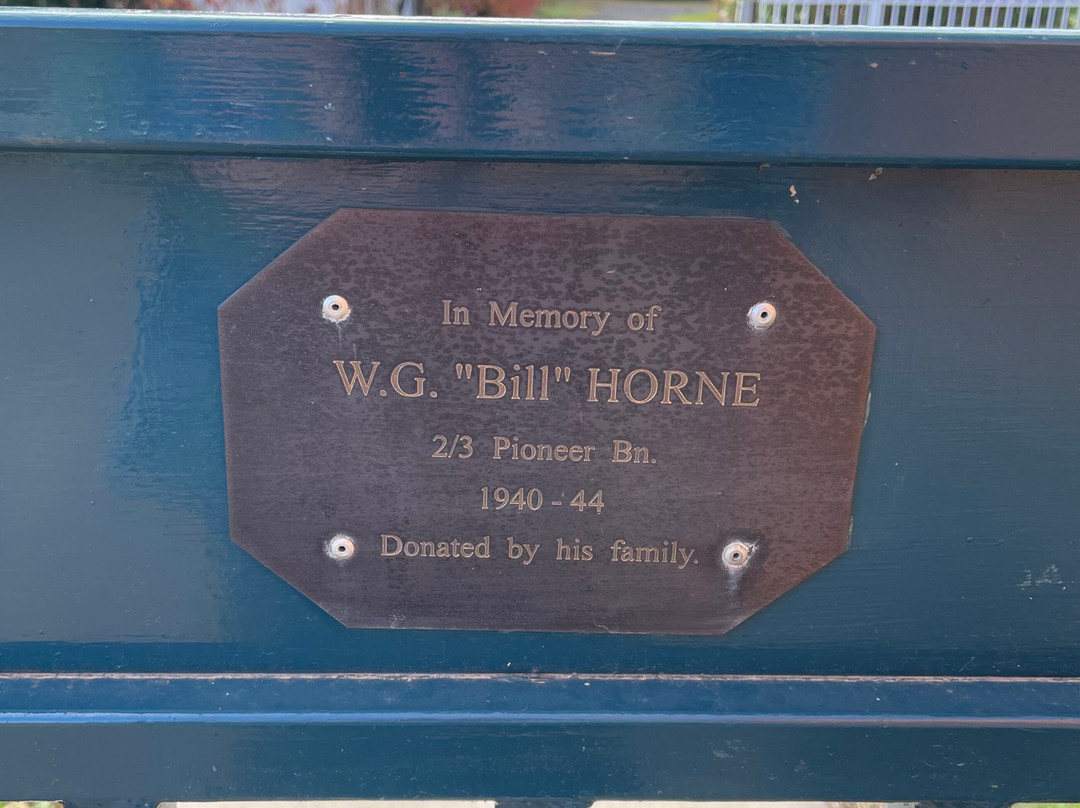 In Memory of
W.G. "Bill" HORNE
2/3 Pioneer Bn.
1940 - 44
Donated by his family.